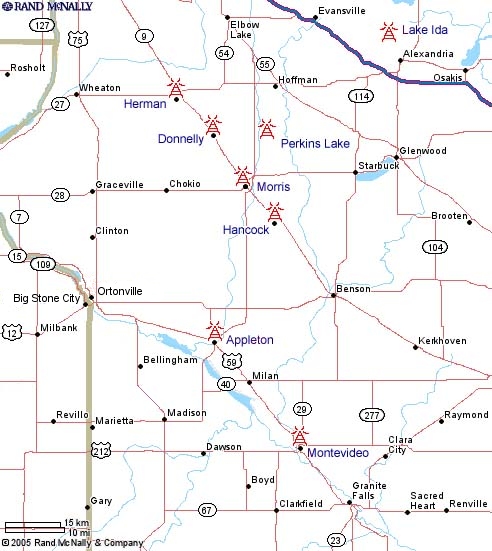 RAND McNALLY
Evansville
127
75
9
Elbow
Lake
Lake Ida
54
Alexandria
Rosholt
55
Osakis
Wheaton
Herman
Hoffman
27
114
Donnelly
Perkins Lake
Glenwood
Starbuck
28
Graceville
Chokio
Morris
7
Hancock
Brooten
Clinton
104
15
109
Ortonville
Benson
Big Stone City
12
Milbank
Appleton
Kerkhoven
Bellingham
59
Milan
40
29
277
Revillo
Marietta
Madison
Raymond
212
Dawson
Montevideo
Clara
City
Boyd
Gary
Granite
Falls
67
Clarkfield
Sacred
Heart
Renville
15 km
10 mi
23
©2005 Rand McNally & Company